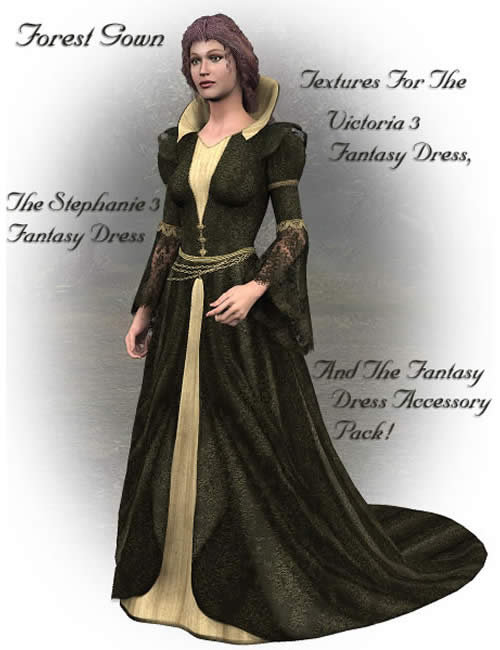 Forest Gown
Textures For The
Victoria 3
Fantasy Dress,
The Stephanie 3
Fantasy Dress
And The Fantasy
Dress Accessory
Pack!